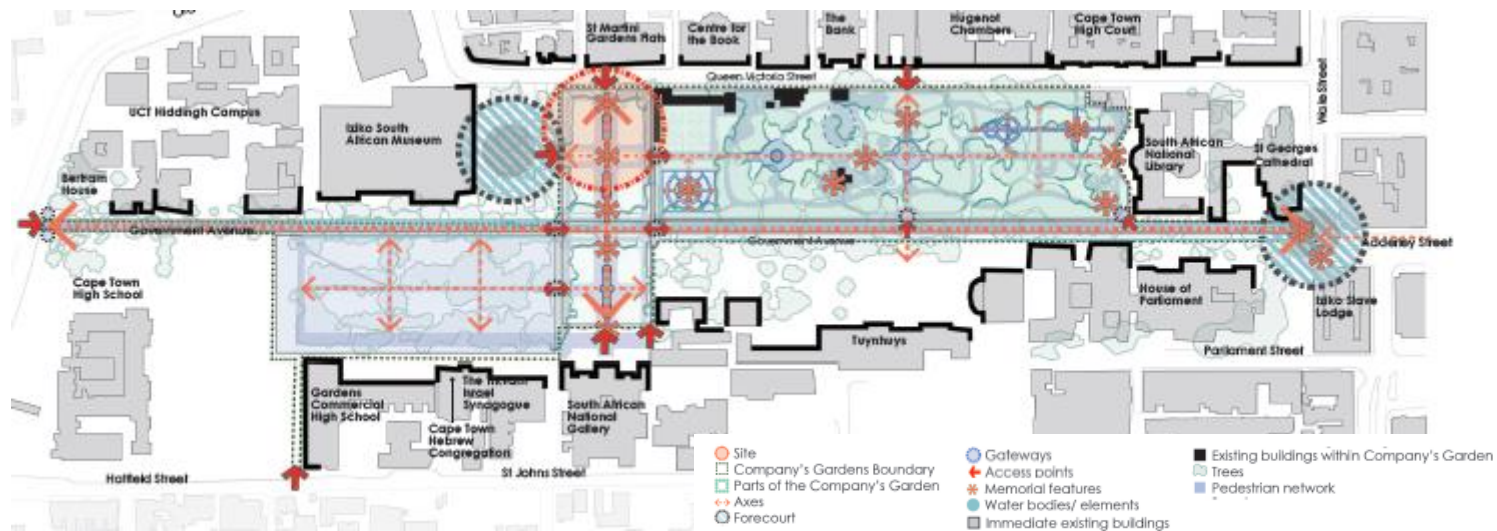 St Martini
Gardens Flats
Centre for
the Book
The
Bank
Hugenot
Chambers
Cape Town
High Court
Queen Victoria Street
Wale Street
UCT Hiddingh Campus
Iziko South
African Museum
South African
National
Library
St Georges
Cathedral
Bertram
House
Government Avenue
Government Avenue
Adderley Street
Cape Town
High School
House of
Parliament
Iziko Slave
Lodge
Tuynhuys
Parliament Street
Gardens
Commercial
High School
The
Israel
Synagogue
Cape Town
Hebrew
Congregation
South African
National
Gallery
Hatfield Street
St Johns Street
Site
Company's Gardens Boundary
Parts of the Company's Garden
Axes
Forecourt
Gateways
Access points
Memorial features
Water bodies/ elements
Immediate existing buildings
Existing buildings within Company's Garden
Trees
Pedestrian network